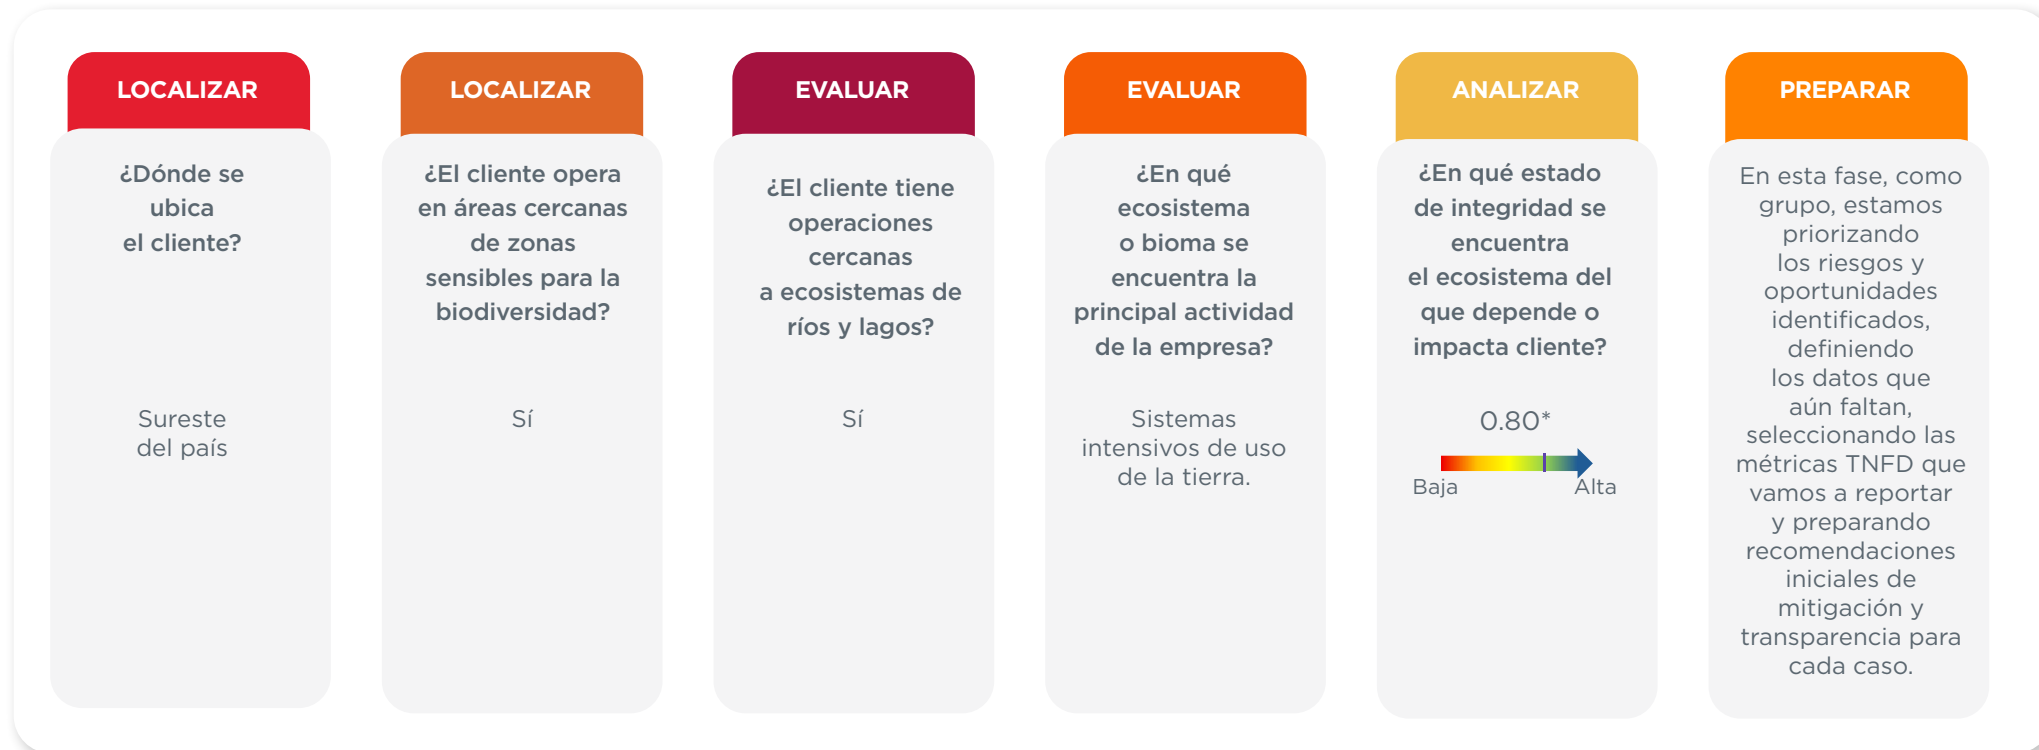 LOCALIZAR
¿Dónde se
ubica
el cliente?
Sureste
del país
LOCALIZAR
¿El cliente opera
en áreas cercanas
de zonas
sensibles para la
biodiversidad?
Sí
EVALUAR
¿El cliente tiene
operaciones
cercanas
a ecosistemas de
ríos y lagos?
Sí
EVALUAR
¿En qué
ecosistema
o bioma se
encuentra la
principal actividad
de la empresa?
Sistemas
intensivos de uso
de la tierra.
ANALIZAR
¿En qué estado
de integridad se
encuentra
el ecosistema del
que depende o
impacta cliente?
0.80*
Baja Alta
PREPARAR
En esta fase, como
grupo, estamos
priorizando
los riesgos y
oportunidades
identificados,
definiendo
los datos que
aún faltan,
seleccionando las
métricas TNFD que
vamos a reportar
y preparando
recomendaciones
iniciales de
mitigación y
transparencia para
cada caso.